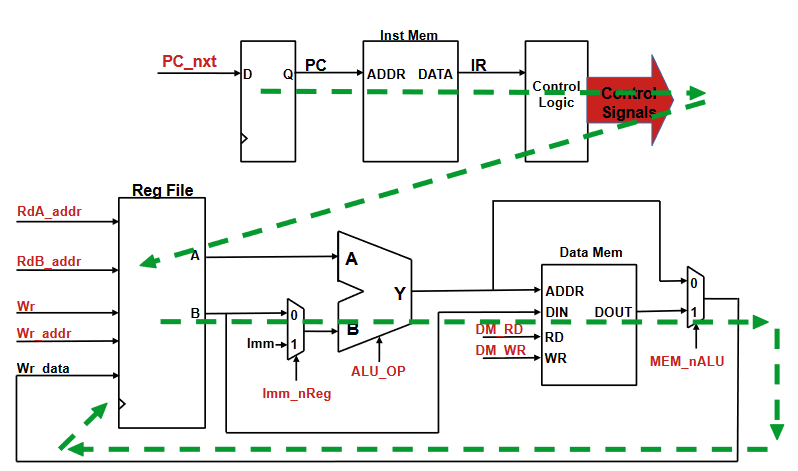 Inst Mem
PC_nxt
D
Q
PC
ADDR
DATA
IR
Control
Logic
Control
Signals
Reg File
RdA_addr
RdB_addr
Wr
Wr_addr
Wr_data
A
B
0
1
Imm
Imm_nReg
A
B
Y
ALU_OP
Data Mem
ADDR
DIN
RD
WR
DOUT
DM_RD
DM_WR
0
1
MEM_nALU